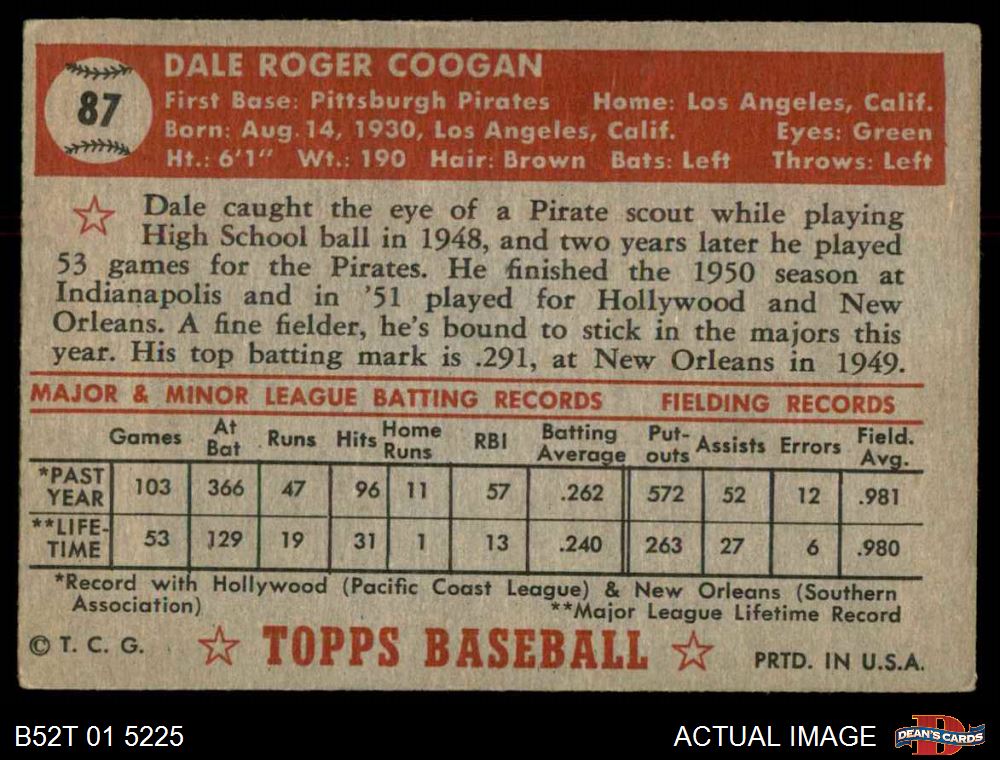 87
DALE ROGER COOGAN
First Base: Pittsburgh Pirates Home: Los Angeles, Calif.
Born: Aug. 14, 1930, Los Angeles, Calif. Eyes: Green
Ht.: 6'1" Wt.: 190 Hair: Brown Bats: Left Throws: Left
Dale caught the eye of a Pirate scout while playing
High School ball in 1948, and two years later he played
53 games for the Pirates. He finished the 1950 season at
Indianapolis and in '51 played for Hollywood and New
Orleans. A fine fielder, he's bound to stick in the majors this
year. His top batting mark is .291, at New Orleans in 1949.
MAJOR & MINOR LEAGUE BATTING RECORDS FIELDING RECORDS
Games At Bat Runs Hits Home Runs RBI Batting Average Put-outs Assists Errors Field. Avg.
*PAST YEAR 103 366 47 96 11 57 .262 572 52 12 .981
**LIFE-TIME 53 129 19 31 1 13 .240 263 27 6 .980
*Record with Hollywood (Pacific Coast League) & New Orleans (Southern
Association) **Major League Lifetime Record
© T. C. G. TOPPS BASEBALL PRTD. IN U.S.A.
B52T 01 5225 ACTUAL IMAGE D DEAN'S CARDS